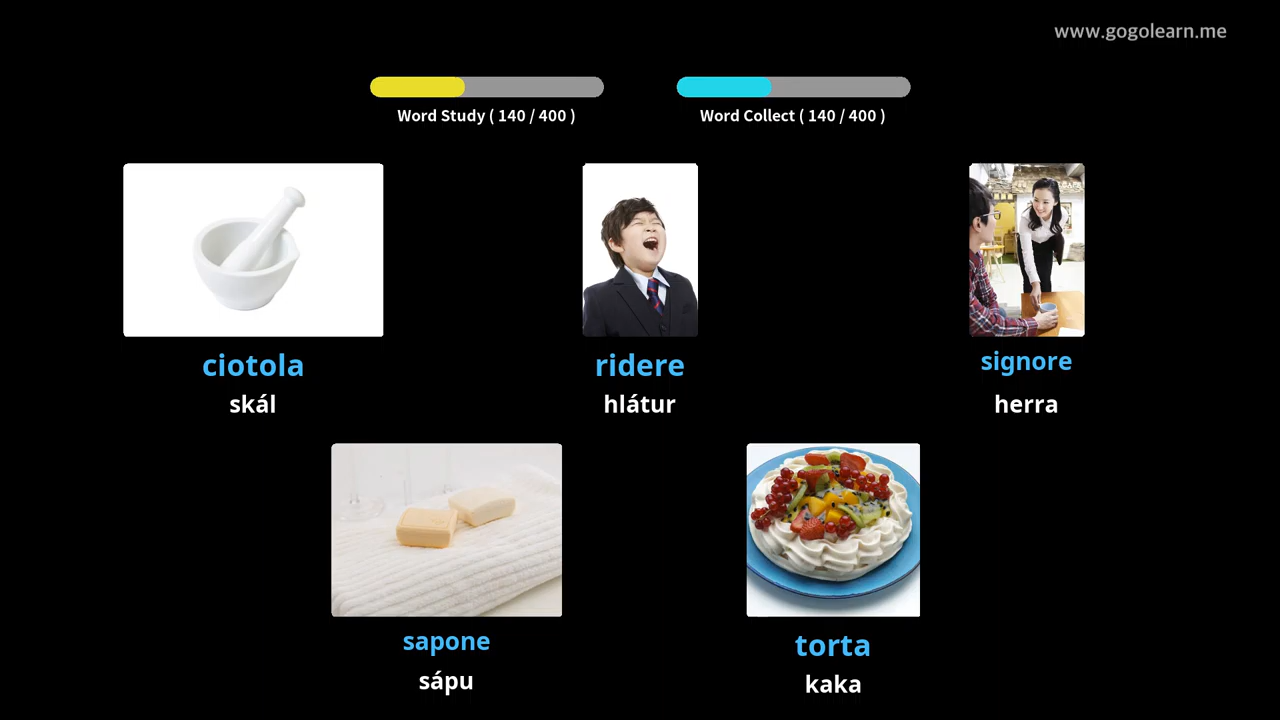 www.gogolearn.me
Word Study ( 140 / 400 )
Word Collect ( 140 / 400 )
ciotola
skál
ridere
hlátur
signore
herra
sapone
sápu
torta
kaka